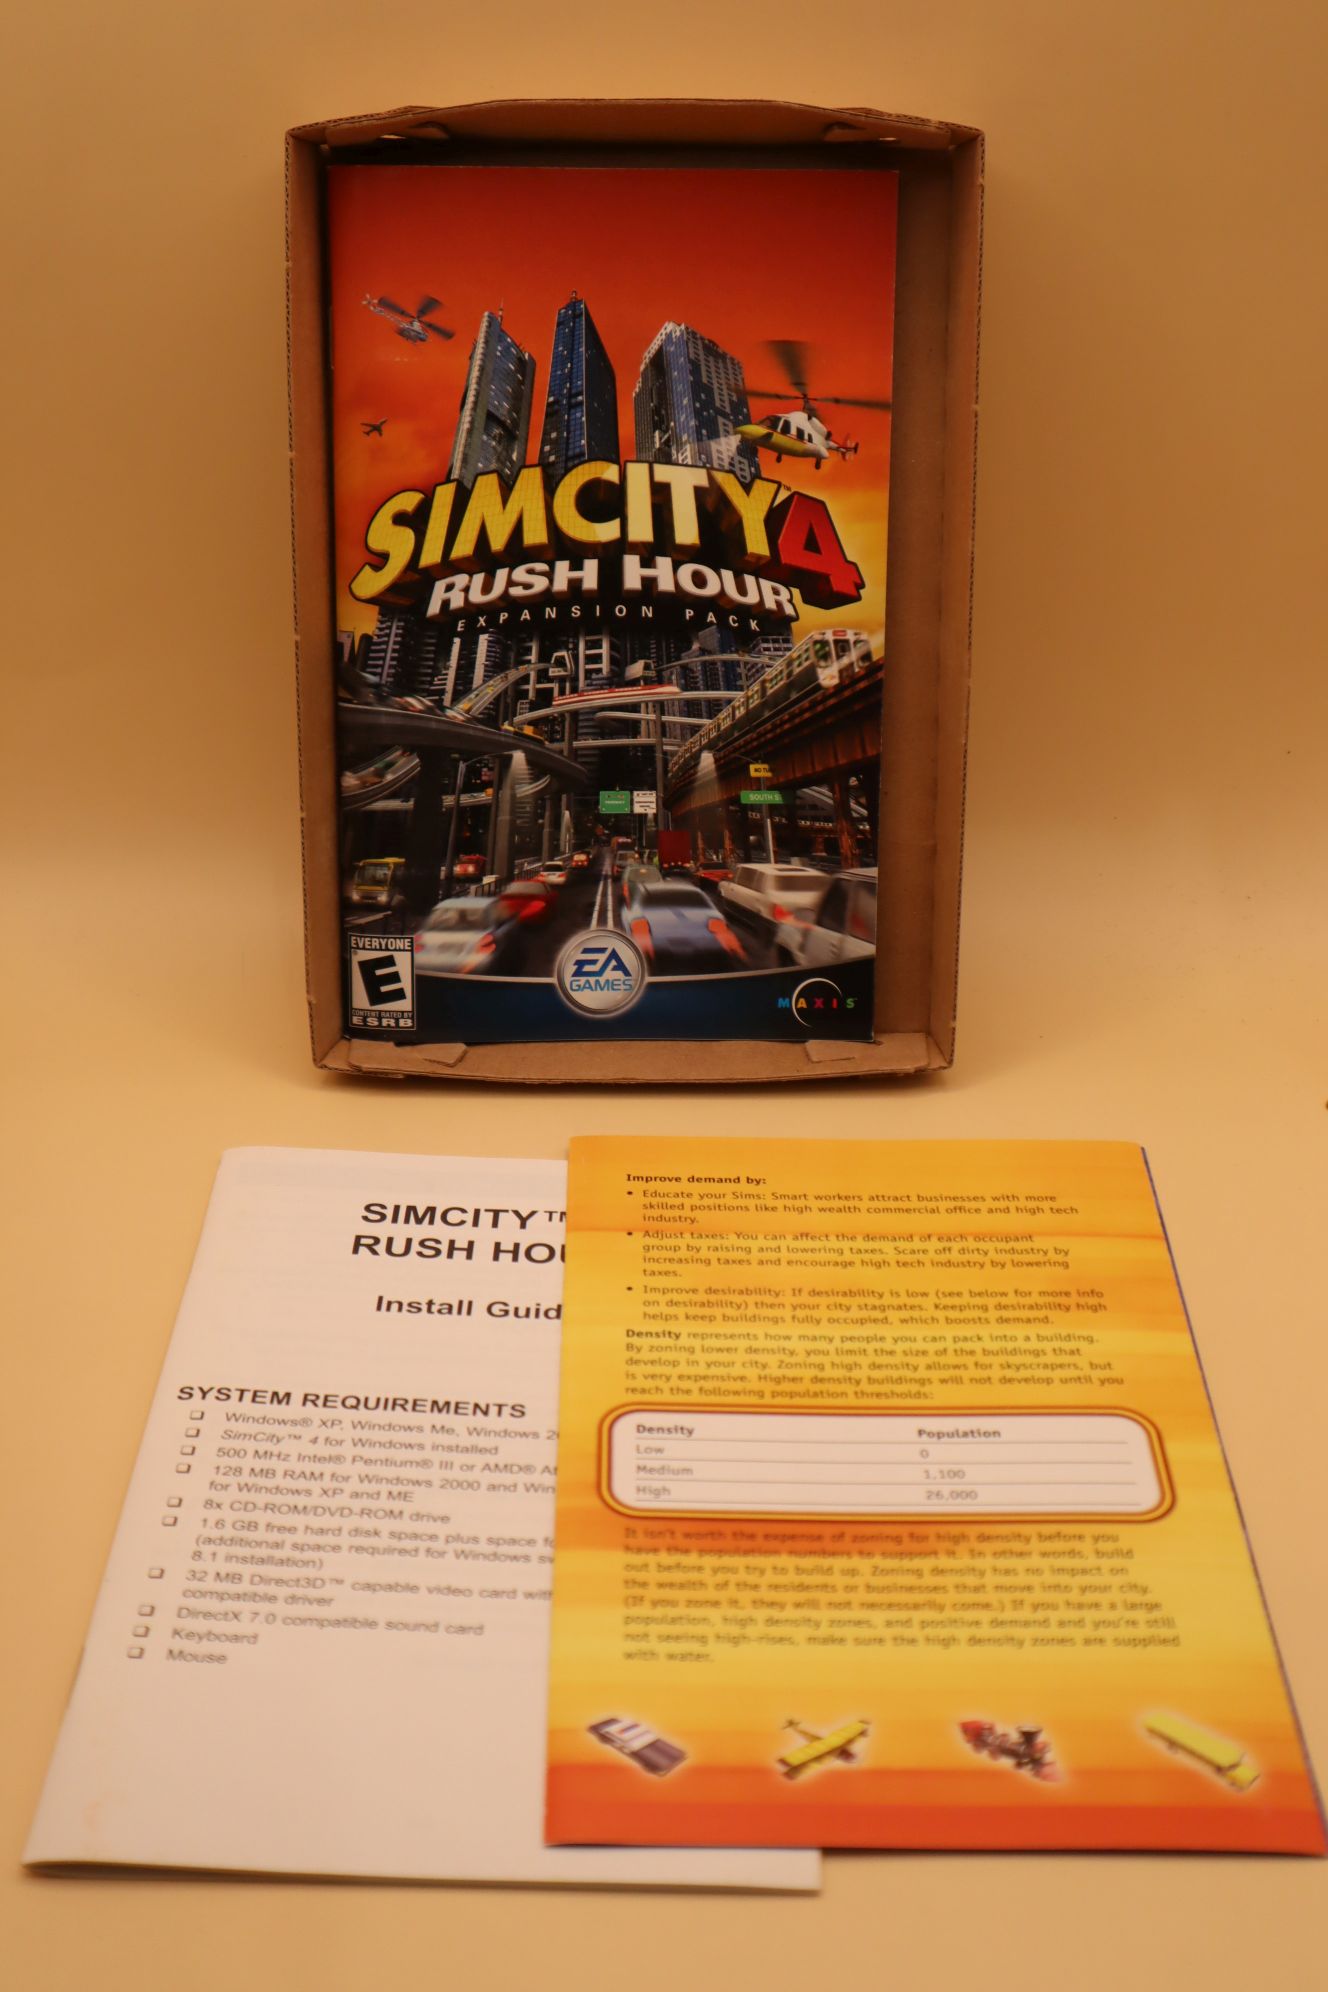 SIMCITY™4
RUSH HOUR
EXPANSION PACK
NO TU
SOUTH S
EVERYONE
E
CONTENT RATED BY
ESRB
EA
GAMES™
MAXIS™
SIMCITY™
RUSH HOU
Install Guid
SYSTEM REQUIREMENTS
❑ Windows® XP, Windows Me, Windows 2
❑ SimCity™ 4 for Windows installed
❑ 500 MHz Intel® Pentium® III or AMD® At
❑ 128 MB RAM for Windows 2000 and Win
for Windows XP and ME
❑ 8x CD-ROM/DVD-ROM drive
❑ 1.6 GB free hard disk space plus space fo
(additional space required for Windows sw
8.1 installation)
❑ 32 MB Direct3D™ capable video card with
compatible driver
❑ DirectX 7.0 compatible sound card
❑ Keyboard
❑ Mouse
Improve demand by:
• Educate your Sims: Smart workers attract businesses with more
skilled positions like high wealth commercial office and high tech
industry.
• Adjust taxes: You can affect the demand of each occupant
group by raising and lowering taxes. Scare off dirty industry by
increasing taxes and encourage high tech industry by lowering
taxes.
• Improve desirability: If desirability is low (see below for more info
on desirability) then your city stagnates. Keeping desirability high
helps keep buildings fully occupied, which boosts demand.
Density represents how many people you can pack into a building.
By zoning lower density, you limit the size of the buildings that
develop in your city. Zoning high density allows for skyscrapers, but
is very expensive. Higher density buildings will not develop until you
reach the following population thresholds:
Density Population
Low 0
Medium 1,100
High 26,000
It isn't worth the expense of zoning for high density before you
have the population numbers to support it. In other words, build
out before you try to build up. Zoning density has no impact on
the wealth of the residents or businesses that move into your city.
(If you zone it, they will not necessarily come.) If you have a large
population, high density zones, and positive demand and you're still
not seeing high-rises, make sure the high density zones are supplied
with water.